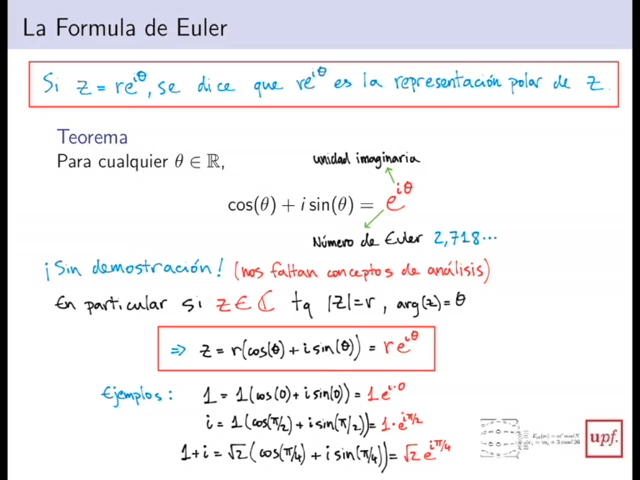 La Formula de Euler
Si z = re^{iθ}, se dice que re^{iθ} es la representación polar de z.
Teorema
Para cualquier θ ∈ ℝ,
unidad imaginaria
cos(θ) + i sin(θ) = e^{iθ}
Número de Euler 2,718...
¡Sin demostración! (nos faltan conceptos de análisis)
En particular si z ∈ ℂ tq |z| = r, arg(z) = θ
⇒ z = r(cos(θ) + i sin(θ)) = re^{iθ}
Ejemplos: 1 = 1(cos(0) + i sin(0)) = 1e^{i·0}
i = 1(cos(π/2) + i sin(π/2)) = 1·e^{iπ/2}
1+i = √2(cos(π/4) + i sin(π/4)) = √2 e^{iπ/4}
upf.